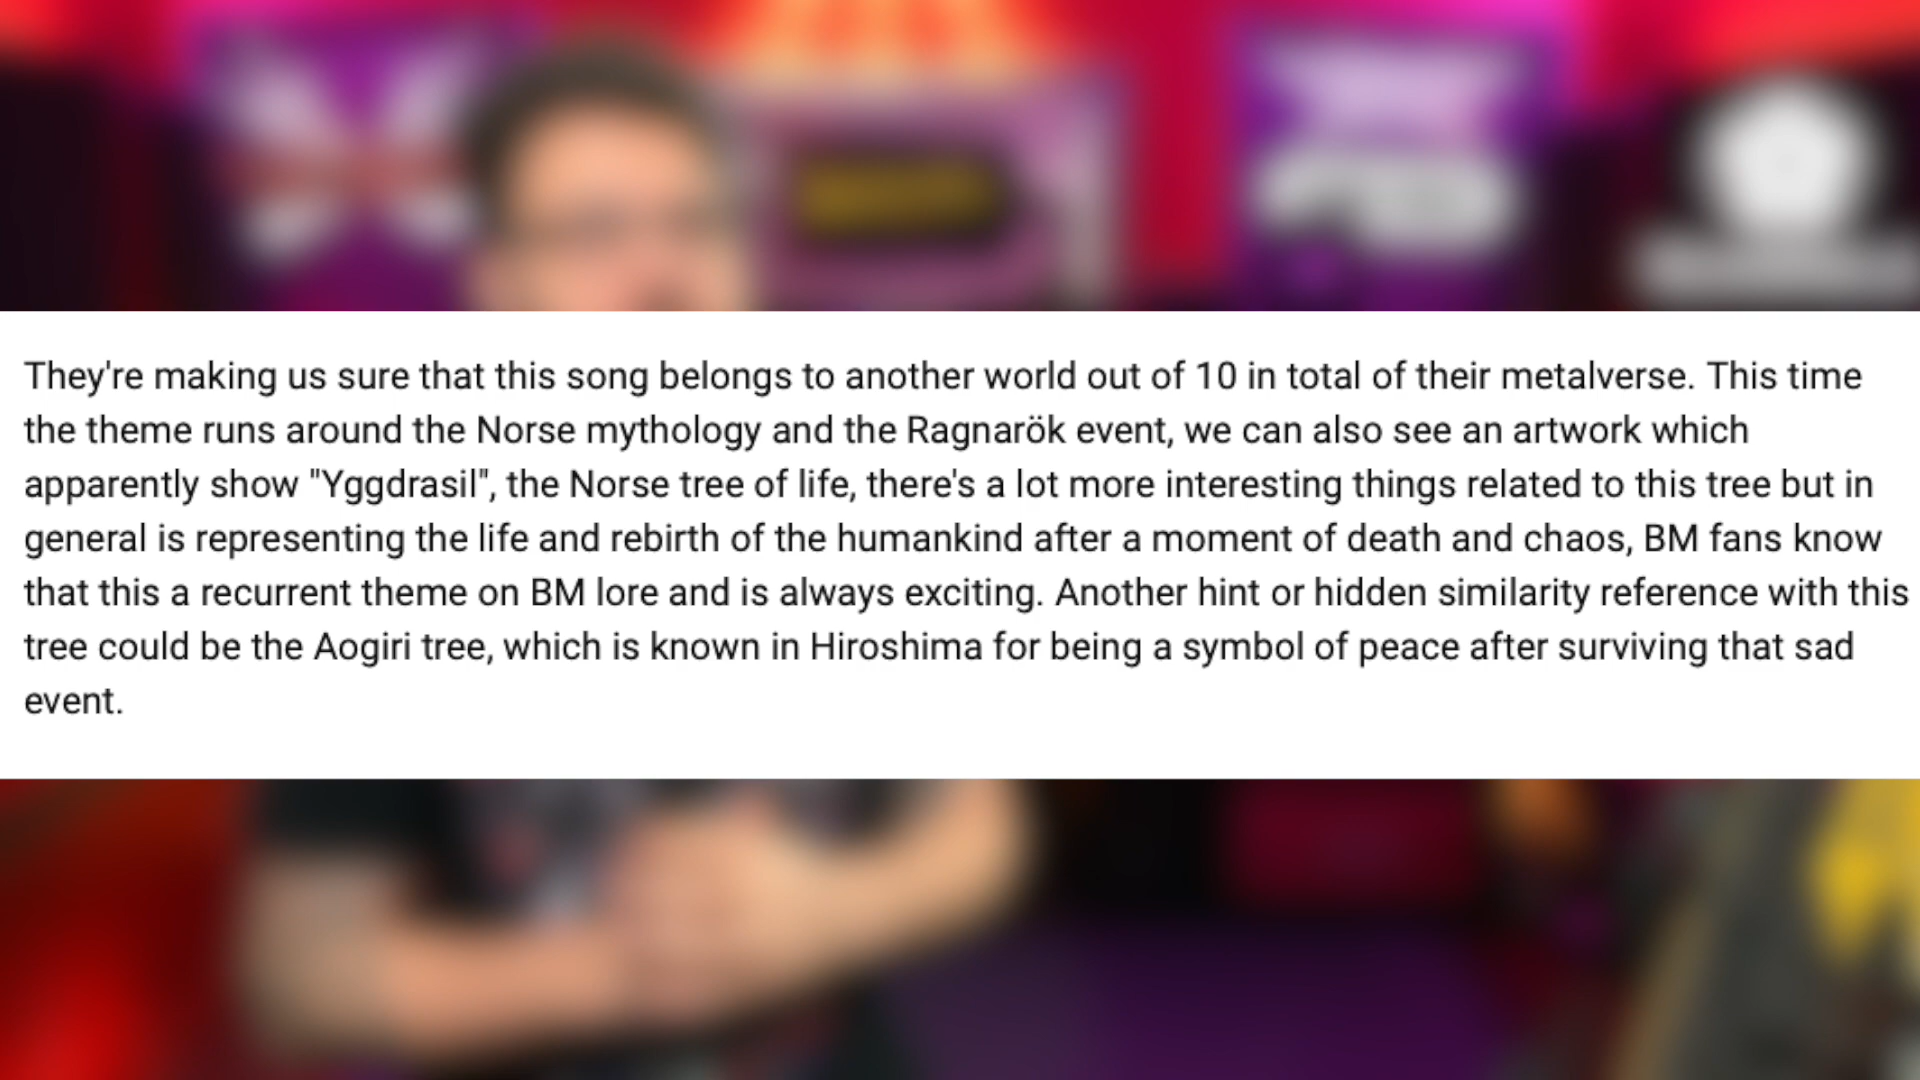 They're making us sure that this song belongs to another world out of 10 in total of their metalverse. This time
the theme runs around the Norse mythology and the Ragnarök event, we can also see an artwork which
apparently show "Yggdrasil", the Norse tree of life, there's a lot more interesting things related to this tree but in
general is representing the life and rebirth of the humankind after a moment of death and chaos, BM fans know
that this a recurrent theme on BM lore and is always exciting. Another hint or hidden similarity reference with this
tree could be the Aogiri tree, which is known in Hiroshima for being a symbol of peace after surviving that sad
event.